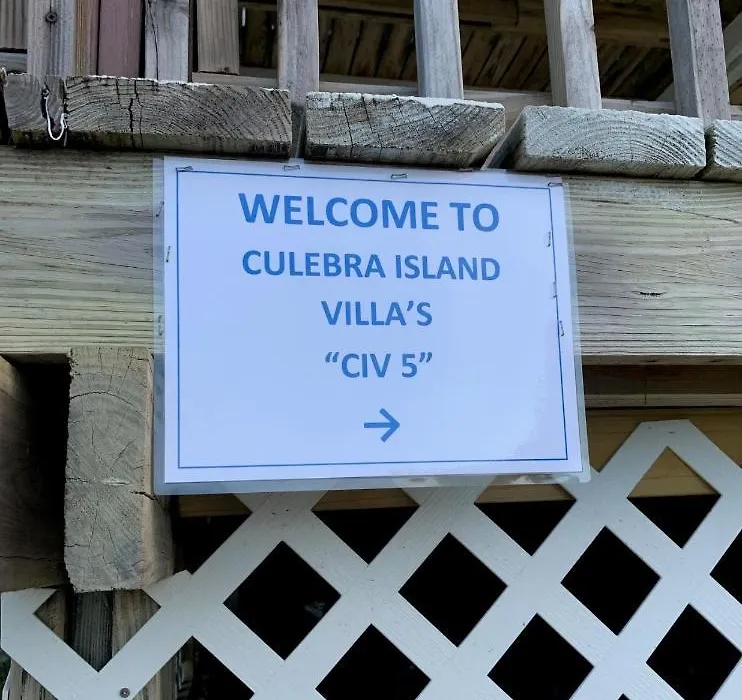 WELCOME TO
CULEBRA ISLAND
VILLA’S
“CIV 5”
→